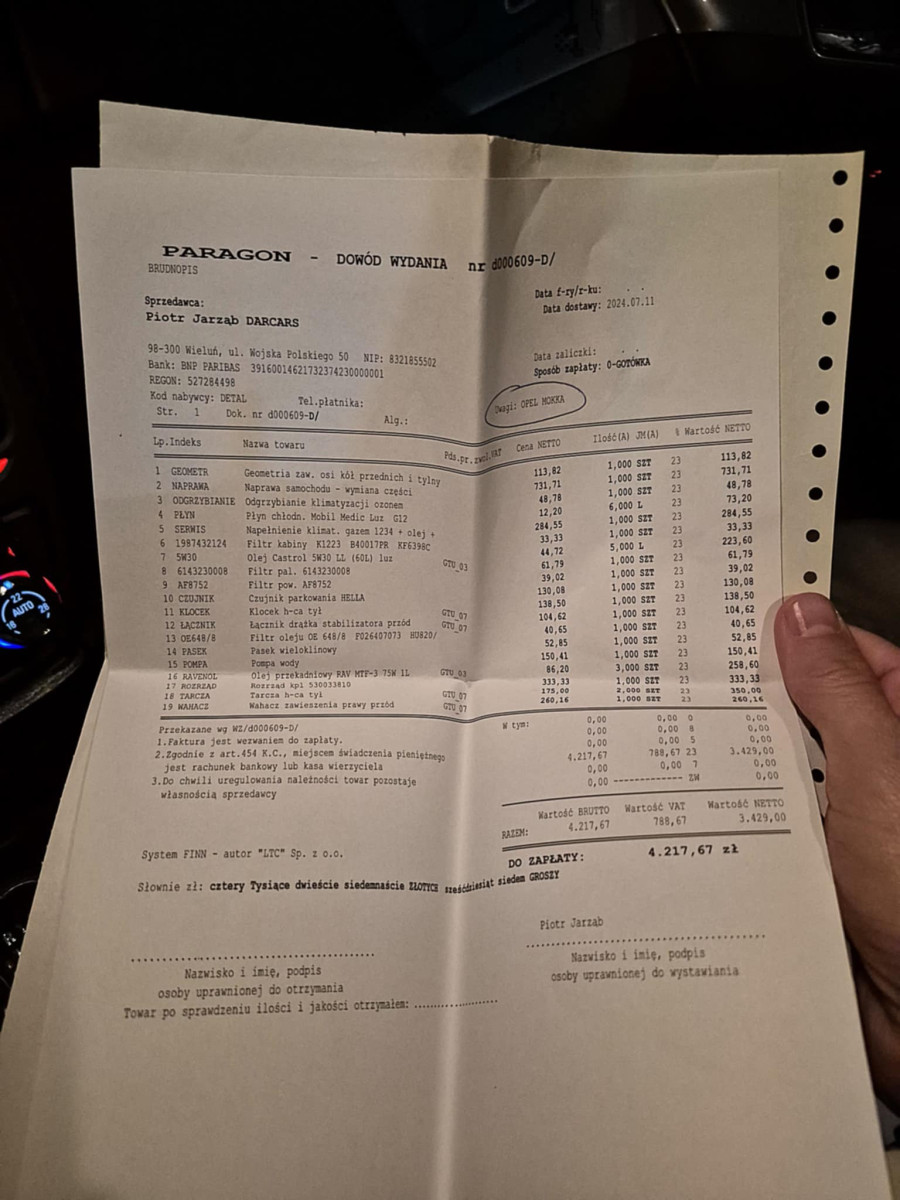 PARAGON - DOWÓD WYDANIA nr d000609-D/
BRUDNOPIS
Data f-ry/r-ku: . .
Data dostawy: 2024.07.11
Sprzedawca:
Piotr Jarząb DARCARS
98-300 Wieluń, ul. Wojska Polskiego 50 NIP: 8321855502
Bank: BNP PARIBAS 39160014621732374230000001
REGON: 527284498
Data zaliczki: . .
Sposób zapłaty: 0-GOTÓWKA
Kod nabywcy: DETAL Tel.płatnika:
Str. 1 Dok. nr d000609-D/ Alg.:
Uwagi: OPEL MOKKA
Lp. Indeks Nazwa towaru Pds.pr.zwol.VAT Cena NETTO Ilość(A) JM(A) % Wartość NETTO
1 GEOMETR Geometria zaw. osi kół przednich i tylny 113,82 1,000 SZT 23 113,82
2 NAPRAWA Naprawa samochodu - wymiana części 731,71 1,000 SZT 23 731,71
3 ODGRZYBIANIE Odgrzybianie klimatyzacji ozonem 48,78 1,000 SZT 23 48,78
4 PŁYN Płyn chłodn. Mobil Medic Luz G12 12,20 6,000 L 23 73,20
5 SERWIS Napełnienie klimat. gazem 1234 + olej + 284,55 1,000 SZT 23 284,55
6 1987432124 Filtr kabiny K1223 B40017PR KF6398C 33,33 1,000 SZT 23 33,33
7 5W30 Olej Castrol 5W30 LL (60L) luz GTU_03 44,72 5,000 L 23 223,60
8 6143230008 Filtr pal. 6143230008 61,79 1,000 SZT 23 61,79
9 AF8752 Filtr pow. AF8752 39,02 1,000 SZT 23 39,02
10 CZUJNIK Czujnik parkowania HELLA 130,08 1,000 SZT 23 130,08
11 KLOCEK Klocek h-ca tył GTU_07 138,50 1,000 SZT 23 138,50
12 ŁĄCZNIK Łącznik drążka stabilizatora przód GTU_07 104,62 1,000 SZT 23 104,62
13 OE648/8 Filtr oleju OE 648/8 F026407073 HU820/ 40,65 1,000 SZT 23 40,65
14 PASEK Pasek wieloklinowy 52,85 1,000 SZT 23 52,85
15 POMPA Pompa wody 150,41 1,000 SZT 23 150,41
16 RAVENOL Olej przekadniowy RAV MTF-3 75W 1L GTU_03 86,20 3,000 SZT 23 258,60
17 ROZRZĄD Rozrząd kpl 530033810 333,33 1,000 SZT 23 333,33
18 TARCZA Tarcza h-ca tył GTU_07 175,00 2,000 SZT 23 350,00
19 WAHACZ Wahacz zawieszenia prawy przód GTU_07 260,16 1,000 SZT 23 260,16
Przekazane wg WZ/d000609-D/
1.Faktura jest wezwaniem do zapłaty.
2.Zgodnie z art.454 K.C., miejscem świadczenia pieniężnego
jest rachunek bankowy lub kasa wierzyciela
3.Do chwili uregulowania należności towar pozostaje
własnością sprzedawcy
W tym: 0,00 0,00 0 0,00
0,00 0,00 8 0,00
0,00 0,00 5 0,00
4.217,67 788,67 23 3.429,00
0,00 0,00 7 0,00
0,00 ------------- ZW 0,00
Wartość BRUTTO Wartość VAT Wartość NETTO
RAZEM: 4.217,67 788,67 3.429,00
System FINN - autor "LTC" Sp. z o.o.
DO ZAPŁATY: 4.217,67 zł
Słownie zł: cztery Tysiące dwieście siedemnaście ZŁOTYCH sześćdziesiąt siedem GROSZY
Piotr Jarząb
Nazwisko i imię, podpis
osoby uprawnionej do otrzymania
Nazwisko i imię, podpis
osoby uprawnionej do wystawiania
Towar po sprawdzeniu ilości i jakości otrzymałem: ..................
22
AUTO
18
26